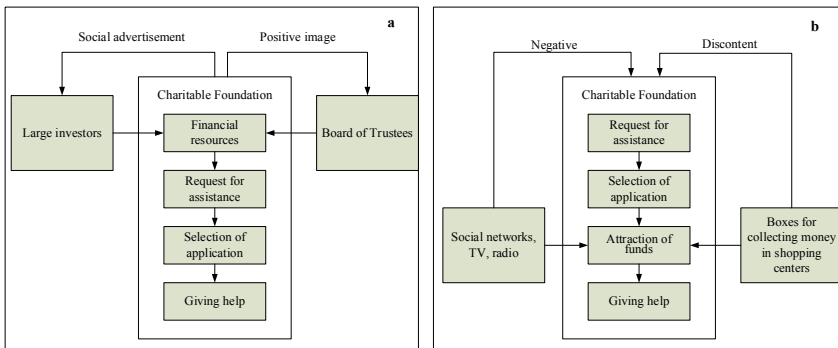 a
Social advertisement
Positive image
Charitable Foundation
Large investors
Financial
resources
Board of Trustees
Request for
assistance
Selection of
application
Giving help
b
Negative
Discontent
Charitable Foundation
Request for
assistance
Selection of
application
Social networks,
TV, radio
Attraction of
funds
Boxes for
collecting money
in shopping
centers
Giving help